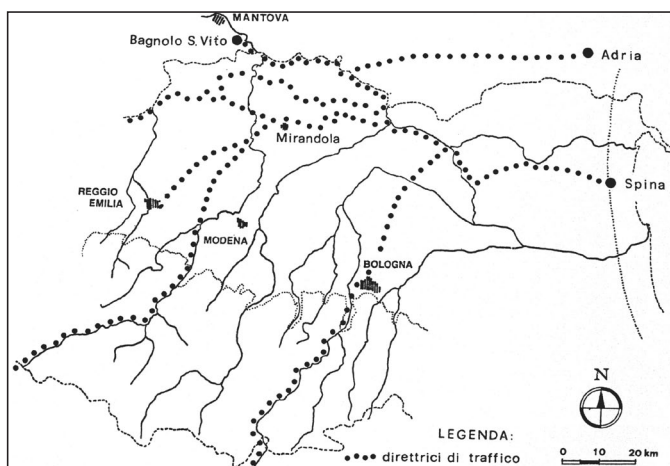 MANTOVA
Bagnolo S. Vito
Adria
Mirandola
REGGIO
EMILIA
Spina
MODENA
BOLOGNA
N
LEGENDA:
direttrici di traffico
0 10 20 km